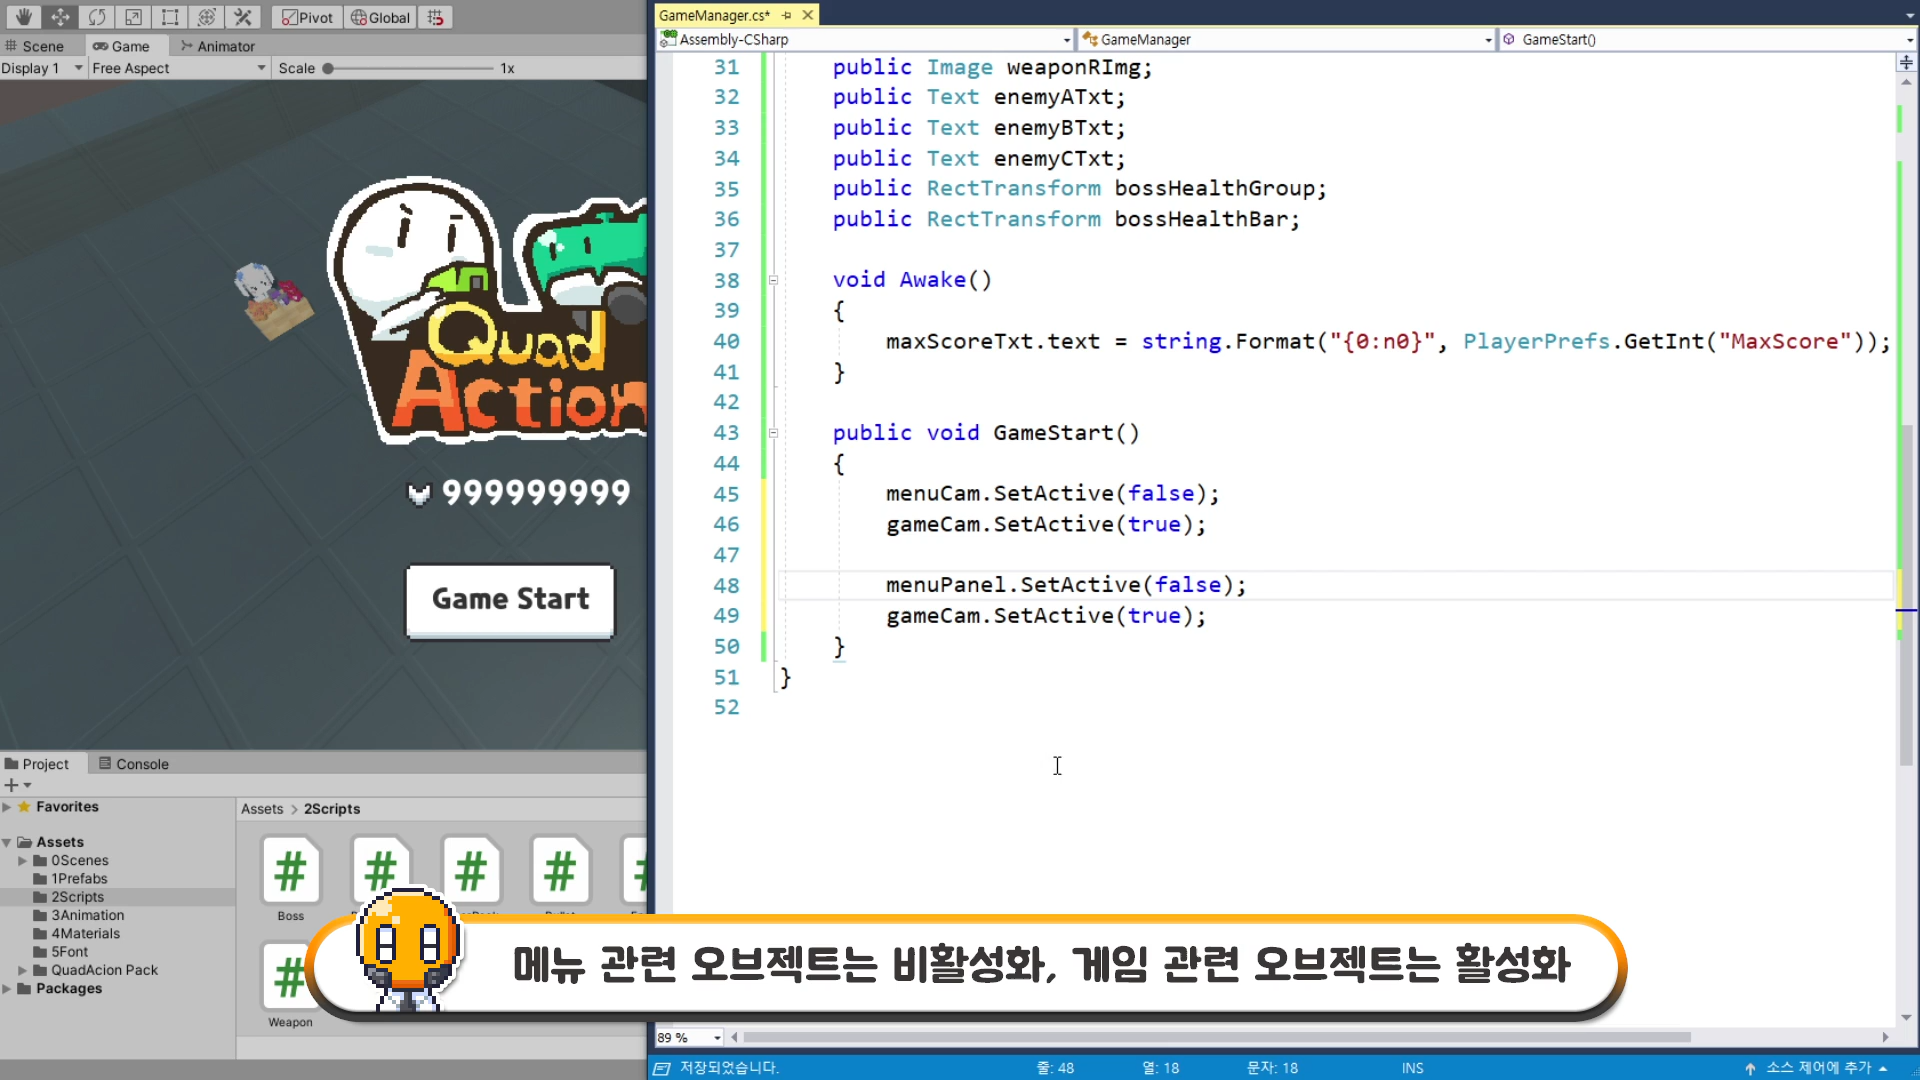 Pivot
Global
Scene
Game
Animator
Display 1
Free Aspect
Scale
1x
Quad
Action
999999999
Game Start
Project
Console
Favorites
Assets
0Scenes
1Prefabs
2Scripts
3Animation
4Materials
5Font
QuadAcion Pack
Packages
Assets > 2Scripts
Boss
Weapon
GameManager.cs*
Assembly-CSharp
GameManager
GameStart()
31 public Image weaponRImg;
32 public Text enemyATxt;
33 public Text enemyBTxt;
34 public Text enemyCTxt;
35 public RectTransform bossHealthGroup;
36 public RectTransform bossHealthBar;
37
38 void Awake()
39 {
40 maxScoreTxt.text = string.Format("{0:n0}", PlayerPrefs.GetInt("MaxScore"));
41 }
42
43 public void GameStart()
44 {
45 menuCam.SetActive(false);
46 gameCam.SetActive(true);
47
48 menuPanel.SetActive(false);
49 gameCam.SetActive(true);
50 }
51 }
52
메뉴 관련 오브젝트는 비활성화, 게임 관련 오브젝트는 활성화
89 %
저장되었습니다.
줄: 48
열: 18
문자: 18
INS
소스 제어에 추가